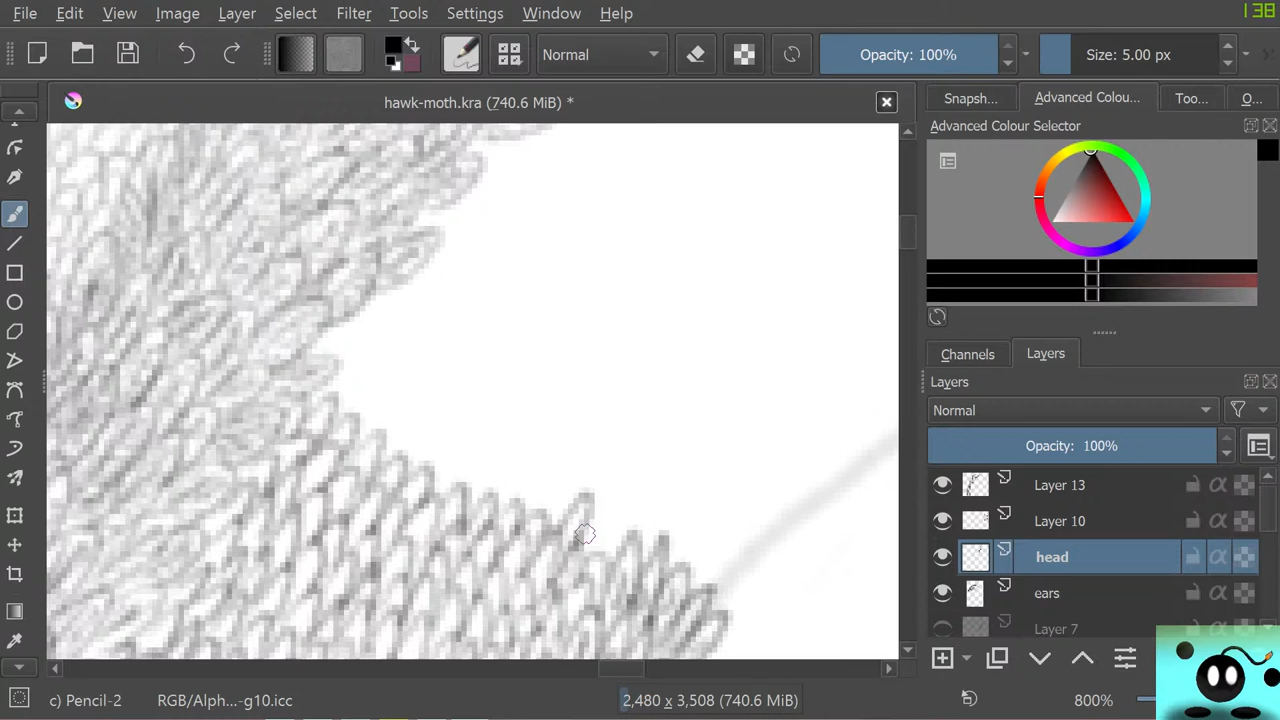 File Edit View Image Layer Select Filter Tools Settings Window Help
138
Normal
Opacity: 100%
Size: 5.00 px
hawk-moth.kra (740.6 MiB) *
Snapsh... Advanced Colou... Too... O...
Advanced Colour Selector
Channels Layers
Layers
Normal
Opacity: 100%
Layer 13
Layer 10
head
ears
Layer 7
c) Pencil-2 RGB/Alph...-g10.icc 2,480 x 3,508 (740.6 MiB) 800%